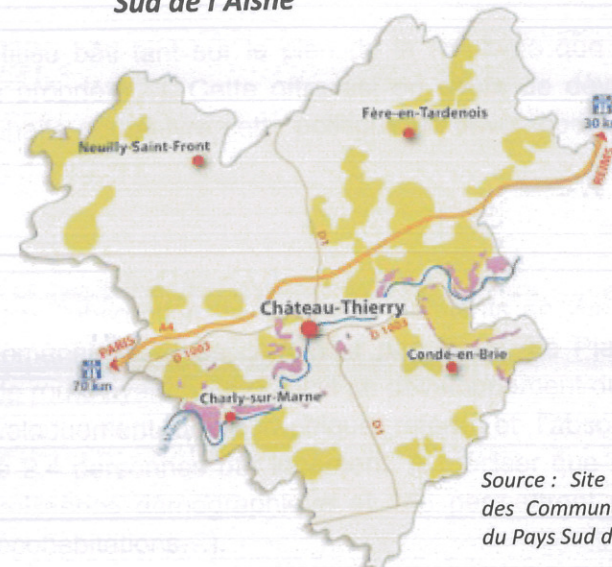 Sud de l'Aisne
Fère-en-Tardenois
30 km
REIMS
Neuilly-Saint-Front
D1
Château-Thierry
A4
PARIS
D 1003
D 1003
70 km
Condé-en-Brie
Charly-sur-Marne
D1
Source : Site
des Commun
du Pays Sud d